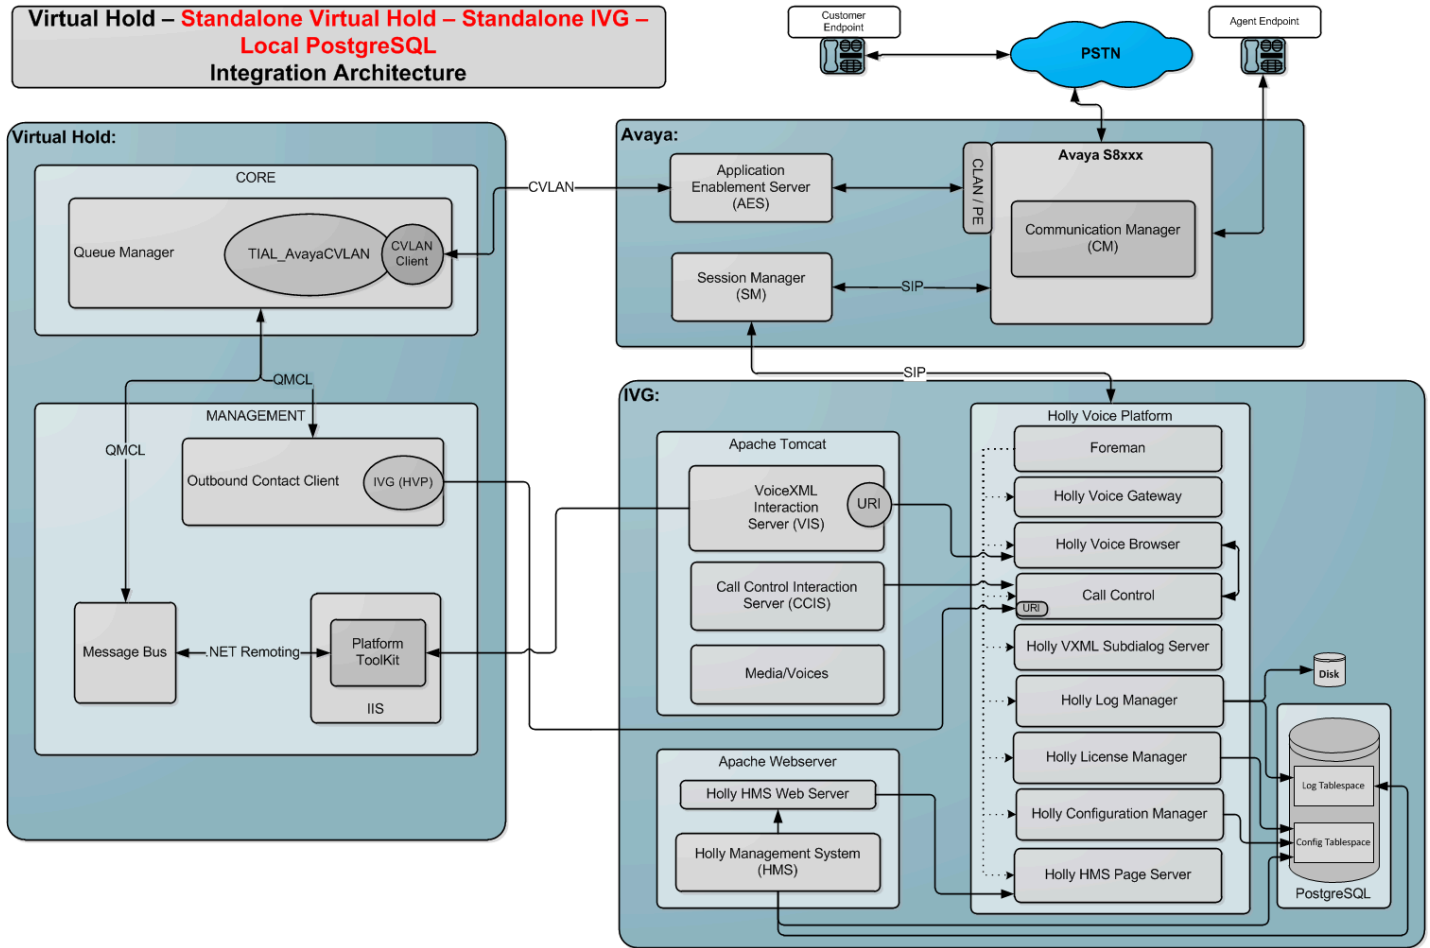 Virtual Hold – Standalone Virtual Hold – Standalone IVG –
Local PostgreSQL
Integration Architecture
Customer
Endpoint
PSTN
Agent Endpoint
Virtual Hold:
CORE
Queue Manager
TIAL_AvayaCVLAN
CVLAN
Client
CVLAN
QMCL
QMCL
MANAGEMENT
Outbound Contact Client
IVG (HVP)
Message Bus
.NET Remoting
Platform
ToolKit
IIS
Avaya:
Application
Enablement Server
(AES)
CLAN / PE
Avaya S8xxx
Communication Manager
(CM)
Session Manager
(SM)
SIP
SIP
IVG:
Apache Tomcat
VoiceXML
Interaction
Server (VIS)
URI
Call Control Interaction
Server (CCIS)
Media/Voices
Apache Webserver
Holly HMS Web Server
Holly Management System
(HMS)
Holly Voice Platform
Foreman
Holly Voice Gateway
Holly Voice Browser
Call Control
URI
Holly VXML Subdialog Server
Holly Log Manager
Holly License Manager
Holly Configuration Manager
Holly HMS Page Server
Disk
Log Tablespace
Config Tablespace
PostgreSQL